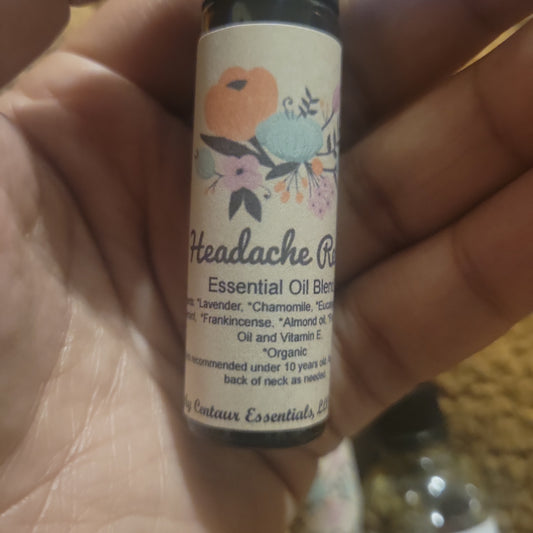 Headache Re
Essential Oil Blen
*Lavender, *Chamomile, *Euca
*Frankincense, *Almond oil,
Oil and Vitamin E.
*Organic
recommended under 10 years old.
back of neck as needed.
Centaur Essentials, LL